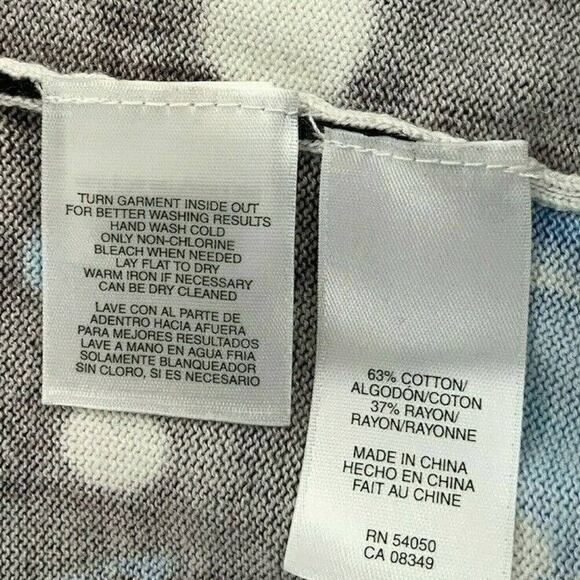 TURN GARMENT INSIDE OUT
FOR BETTER WASHING RESULTS
HAND WASH COLD
ONLY NON-CHLORINE
BLEACH WHEN NEEDED
LAY FLAT TO DRY
WARM IRON IF NECESSARY
CAN BE DRY CLEANED
LAVE CON AL PARTE DE
ADENTRO HACIA AFUERA
PARA MEJORES RESULTADOS
LAVE A MANO EN AGUA FRIA
SOLAMENTE BLANQUEADOR
SIN CLORO, SI ES NECESARIO
63% COTTON/
ALGODÓN/COTON
37% RAYON/
RAYON/RAYONNE
MADE IN CHINA
HECHO EN CHINA
FAIT AU CHINE
RN 54050
CA 08349